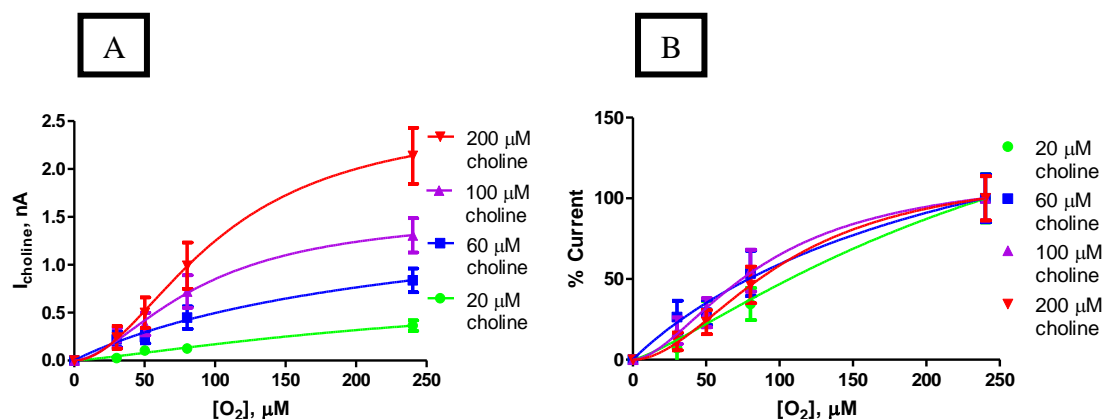 A
B
I choline, nA
2.5
2.0
1.5
1.0
0.5
0.0
0
50
100
150
200
250
[O2], μM
200 μM
choline
100 μM
choline
60 μM
choline
20 μM
choline
% Current
150
100
50
0
0
50
100
150
200
250
[O2], μM
20 μM
choline
60 μM
choline
100 μM
choline
200 μM
choline